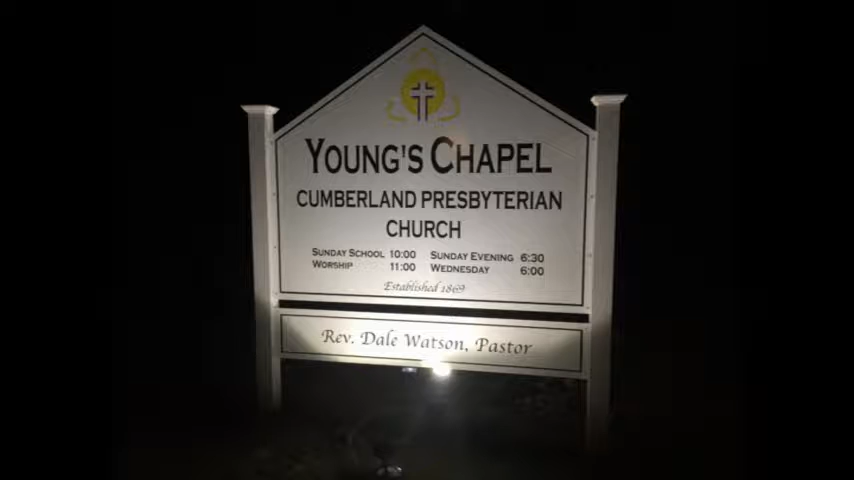 YOUNG'S CHAPEL
CUMBERLAND PRESBYTERIAN
CHURCH
SUNDAY SCHOOL 10:00 SUNDAY EVENING 6:30
WORSHIP 11:00 WEDNESDAY 6:00
Established 1869
Rev. Dale Watson, Pastor